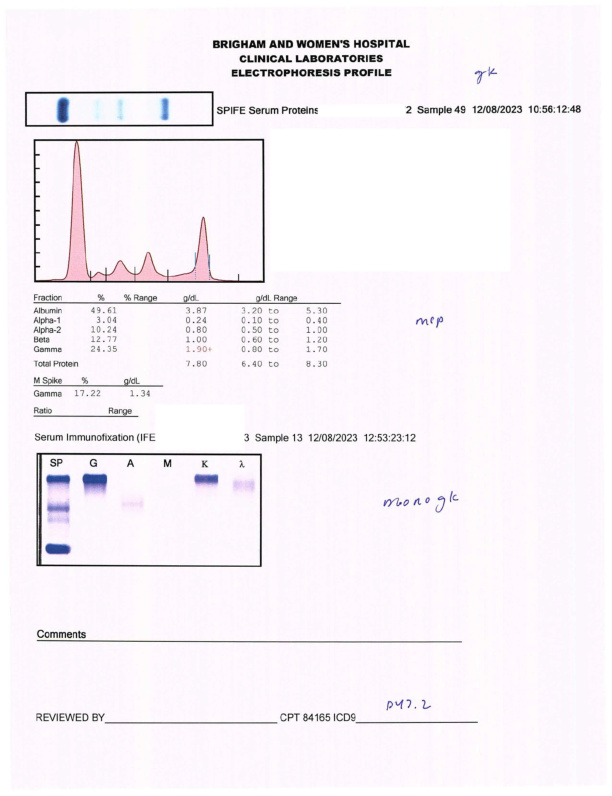 BRIGHAM AND WOMEN'S HOSPITAL
CLINICAL LABORATORIES
ELECTROPHORESIS PROFILE
gk
SPIFE Serum Proteins 2 Sample 49 12/08/2023 10:56:12:48
Fraction % % Range g/dL g/dL Range
Albumin 49.61 3.87 3.20 to 5.30
Alpha-1 3.04 0.24 0.10 to 0.40
Alpha-2 10.24 0.80 0.50 to 1.00
Beta 12.77 1.00 0.60 to 1.20
Gamma 24.35 1.90+ 0.80 to 1.70
Total Protein 7.80 6.40 to 8.30
M Spike % g/dL
Gamma 17.22 1.34
Ratio Range
Serum Immunofixation (IFE 3 Sample 13 12/08/2023 12:53:23:12
SP G A M K λ
mono gk
Comments
REVIEWED BY CPT 84165 ICD9 D47.2